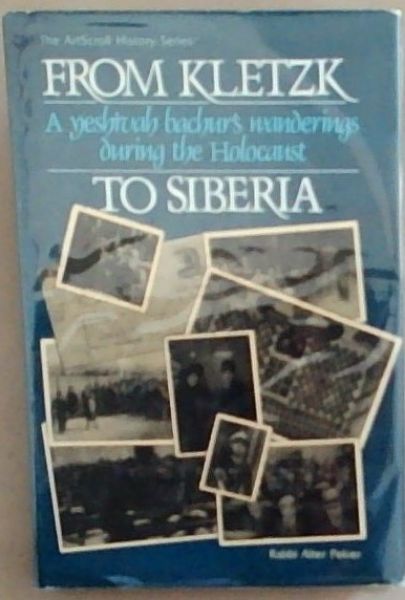 The ArtScroll History Series
FROM KLETZK
A yeshivah bachur's wanderings
during the Holocaust
TO SIBERIA
Rabbi Alter Pekier